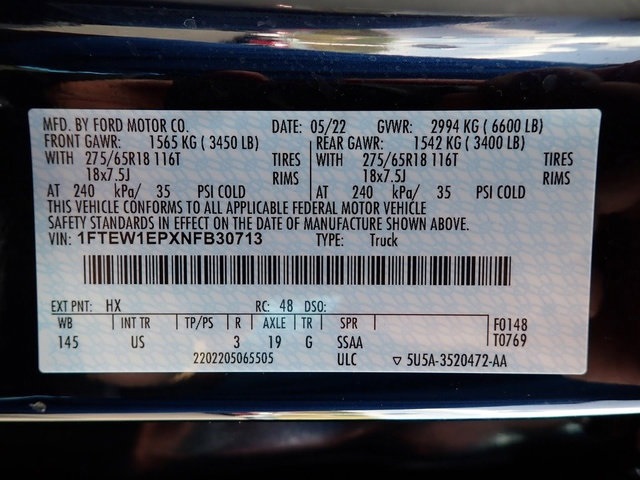 MFD. BY FORD MOTOR CO. DATE: 05/22 GVWR: 2994 KG ( 6600 LB)
FRONT GAWR: 1565 KG ( 3450 LB) REAR GAWR: 1542 KG ( 3400 LB)
WITH 275/65R18 116T TIRES WITH 275/65R18 116T TIRES
18x7.5J RIMS 18x7.5J RIMS
AT 240 kPa/ 35 PSI COLD AT 240 kPa/ 35 PSI COLD
THIS VEHICLE CONFORMS TO ALL APPLICABLE FEDERAL MOTOR VEHICLE
SAFETY STANDARDS IN EFFECT ON THE DATE OF MANUFACTURE SHOWN ABOVE.
VIN: 1FTEW1EPXNFB30713 TYPE: Truck
EXT PNT: HX RC: 48 DSO:
WB INT TR TP/PS R AXLE TR SPR F0148
145 US 3 19 G SSAA T0769
2202205065505 ULC ▽ 5U5A-3520472-AA